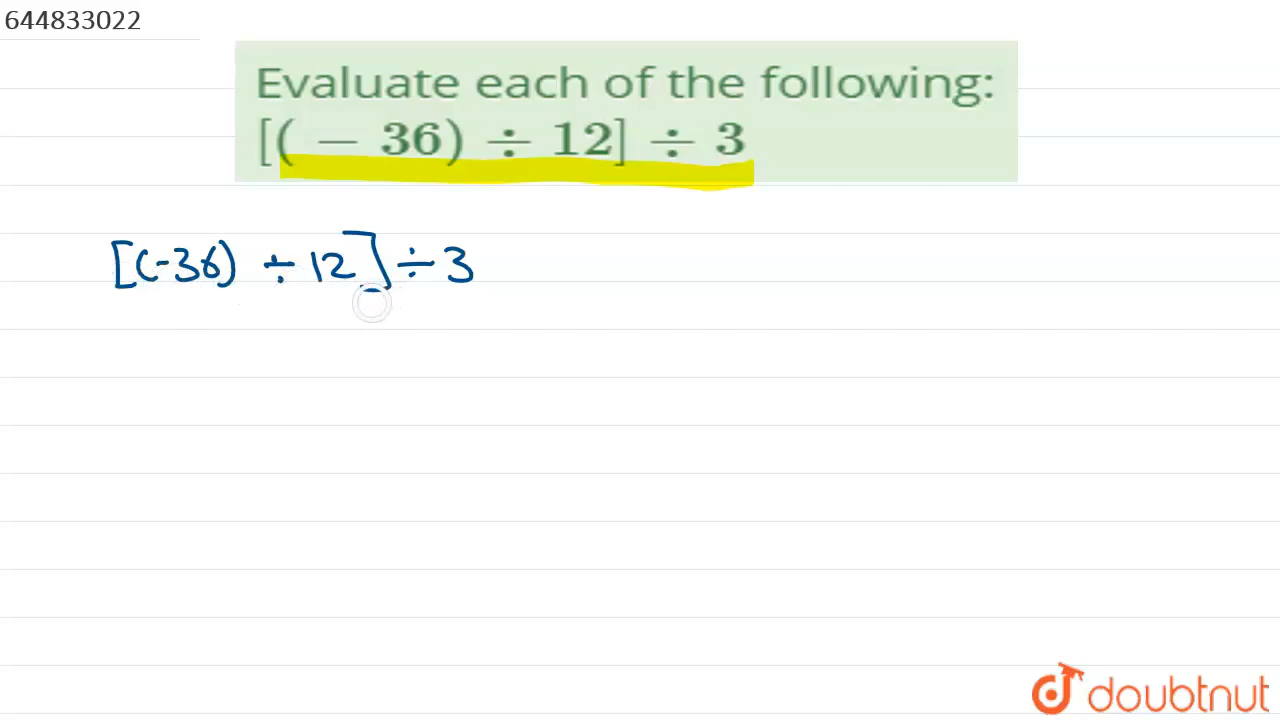 644833022
Evaluate each of the following:
[( − 36) ÷ 12] ÷ 3
[(-36) ÷ 12] ÷ 3
doubtnut